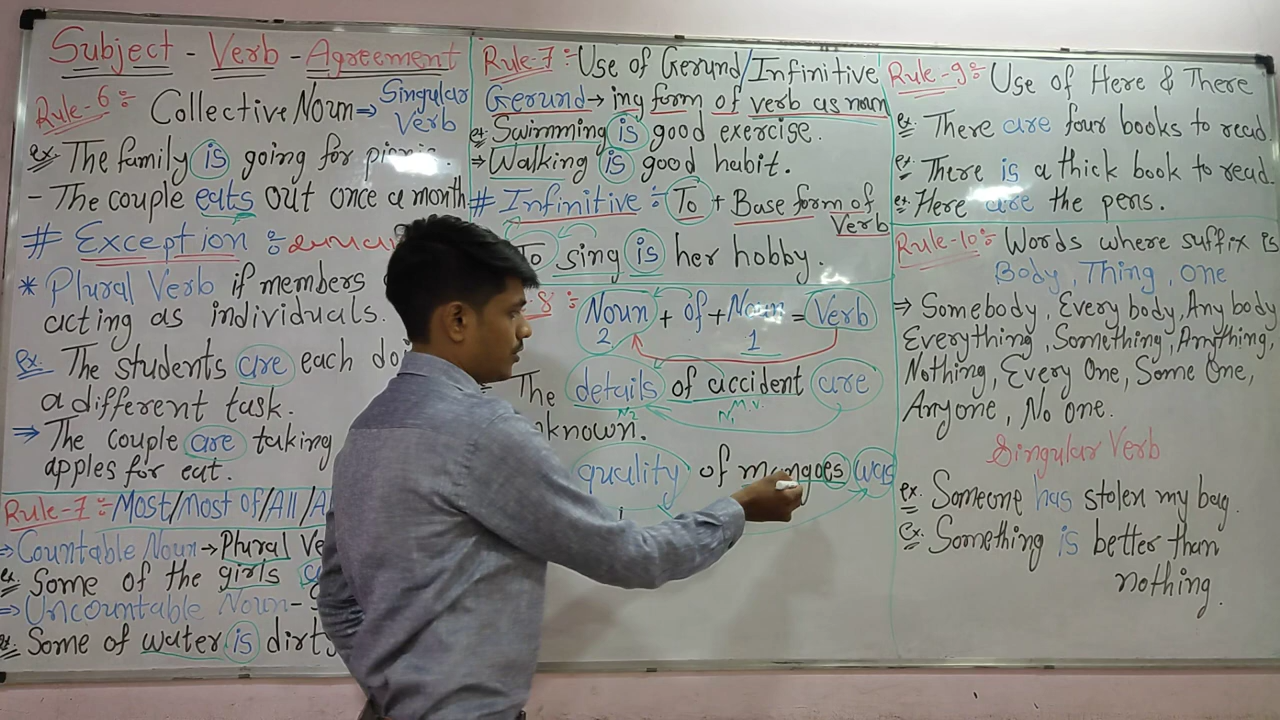 Subject - Verb - Agreement
Rule-6 :- Collective Noun ⇒ Singular
Verb
ex. The family is going for picnic.
- The couple eats out once a month
# Exception :-
* Plural Verb if members
acting as individuals.
Ex. The students are each
a different task.
⇒ The couple are taking
apples for eat.
Rule-7 :- Most/Most of/All/
⇒ Countable Noun → Plural
ex. Some of the girls
⇒ Uncountable Noun -
ex. Some of water is
Rule-7 :- Use of Gerund/Infinitive
Gerund → ing form of verb as noun
ex. Swimming is good exercise.
⇒ Walking is good habit.
# Infinitive :- To + Base form of
Verb
To sing is her hobby.
-8 :- Noun + of + Noun = Verb
2 1
The details of accident are
N2 N1 M.V.
quality of mangoes was
Rule-9 :- Use of Here & There
ex. There are four books to read.
ex. There is a thick book to read.
ex. Here are the pens.
Rule-10 :- Words where suffix is
Body, Thing, One
→ Somebody, Every body, Any body
Everything, Something, Anything,
Nothing, Every One, Some One,
Anyone, No one.
Singular Verb
ex. Someone has stolen my bag.
Ex. Something is better than
nothing.